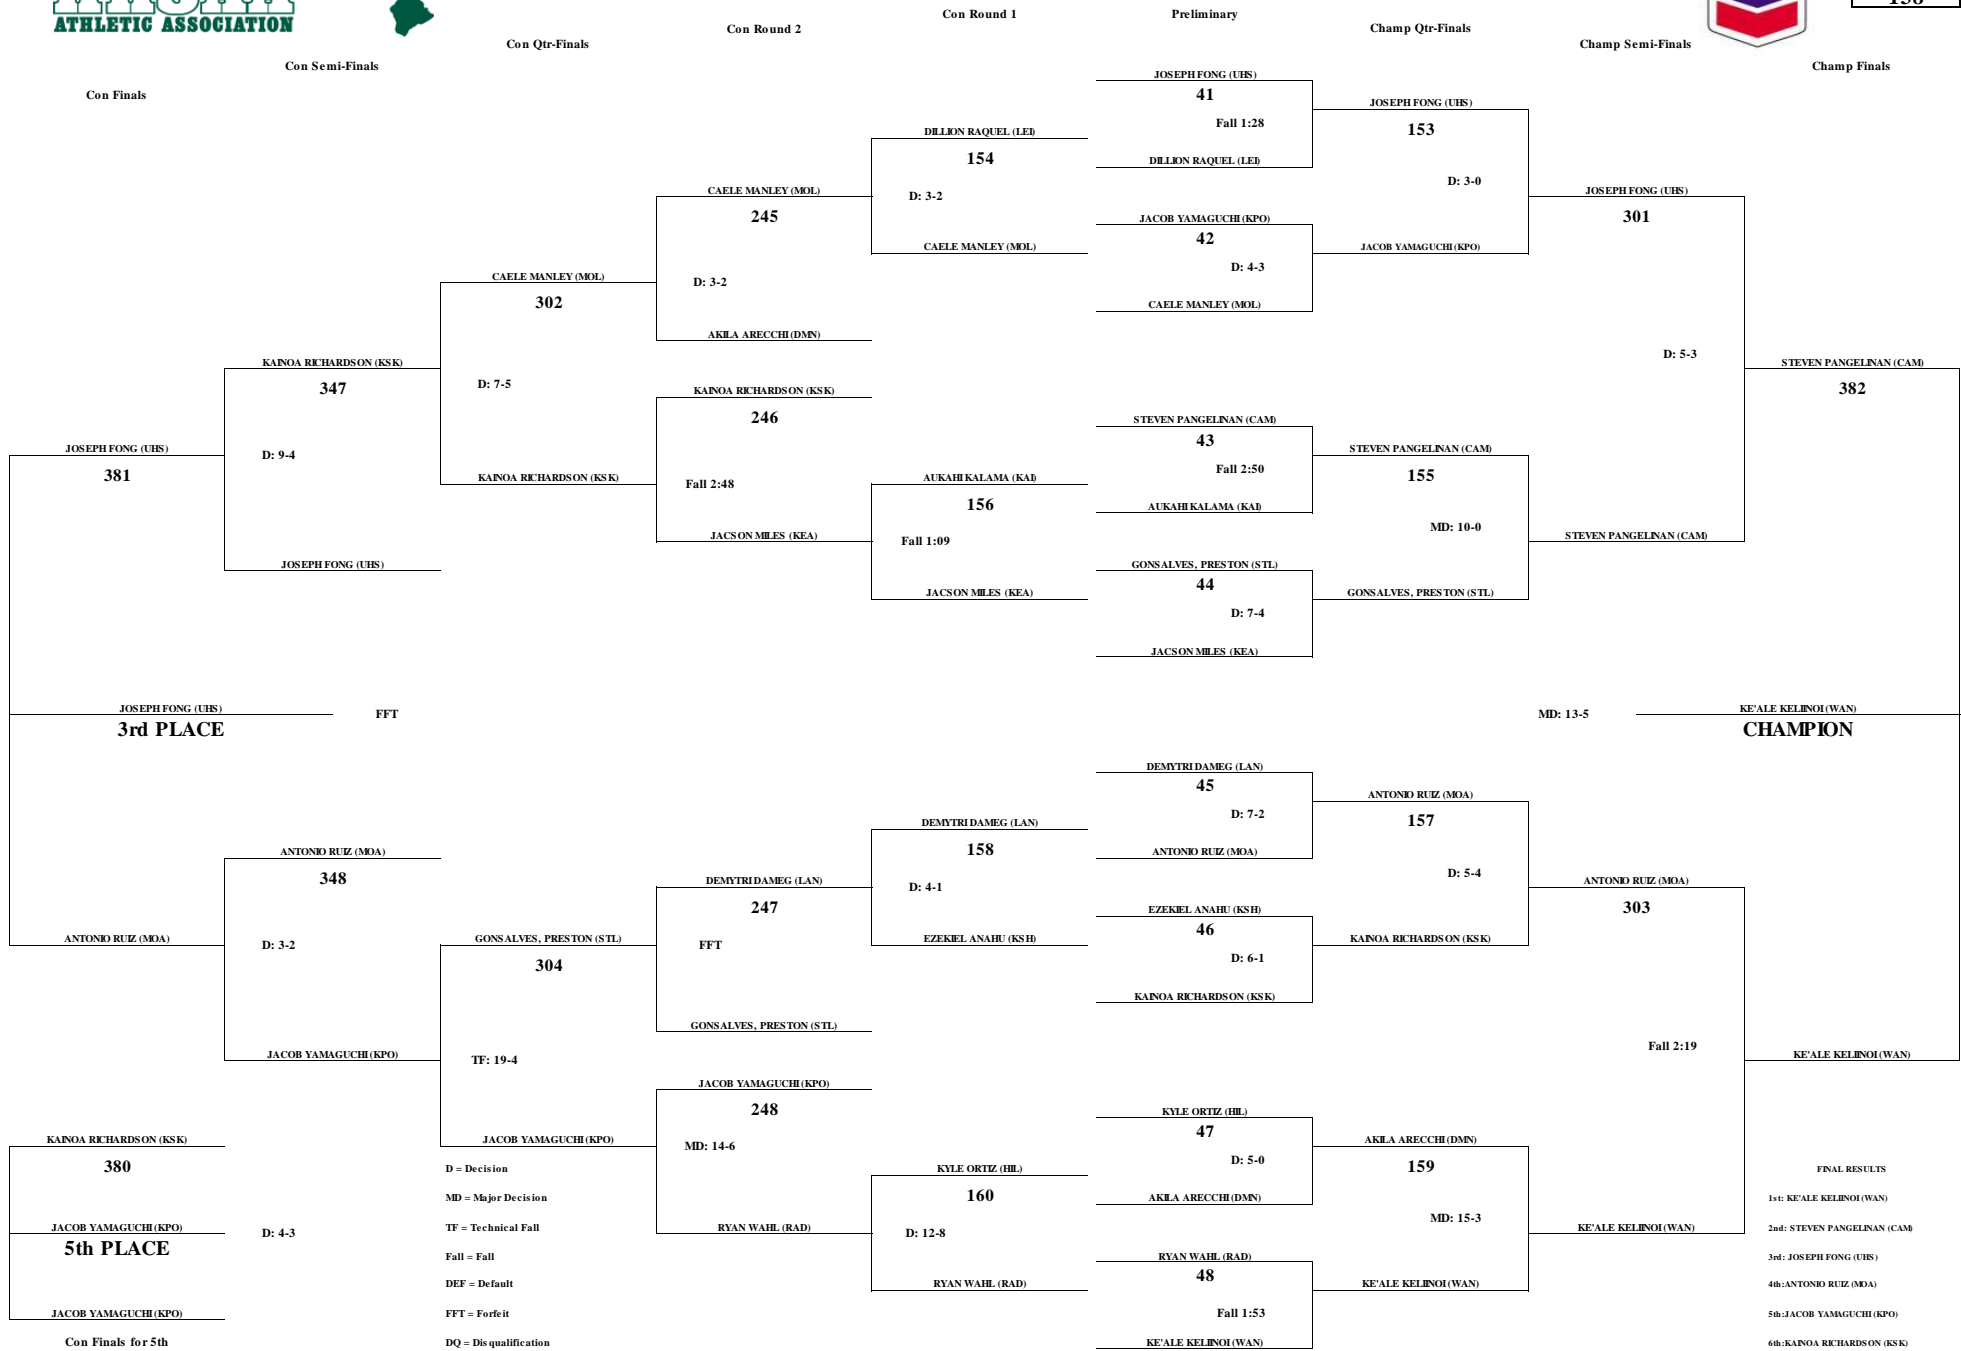 ATHLETIC ASSOCIATION
Con Finals
Con Semi-Finals
Con Qtr-Finals
Con Round 2
Con Round 1
Preliminary
Champ Qtr-Finals
Champ Semi-Finals
Champ Finals
JOSEPH FONG (UHS)
41
Fall 1:28
DILLION RAQUEL (LEI)
JACOB YAMAGUCHI (KPO)
42
D: 4-3
CAELE MANLEY (MOL)
STEVEN PANGELINAN (CAM)
43
Fall 2:50
AUKAHI KALAMA (KAI)
GONSALVES, PRESTON (STL)
44
D: 7-4
JACSON MILES (KEA)
DEMYTRI DAMEG (LAN)
45
D: 7-2
ANTONIO RUIZ (MOA)
EZEKIEL ANAHU (KSH)
46
D: 6-1
KAINOA RICHARDSON (KSK)
KYLE ORTIZ (HIL)
47
D: 5-0
AKILA ARECCHI (DMN)
RYAN WAHL (RAD)
48
Fall 1:53
KE'ALE KELIINOI (WAN)
JOSEPH FONG (UHS)
153
D: 3-0
JACOB YAMAGUCHI (KPO)
STEVEN PANGELINAN (CAM)
155
MD: 10-0
GONSALVES, PRESTON (STL)
ANTONIO RUIZ (MOA)
157
D: 5-4
KAINOA RICHARDSON (KSK)
AKILA ARECCHI (DMN)
159
MD: 15-3
KE'ALE KELIINOI (WAN)
JOSEPH FONG (UHS)
301
D: 5-3
STEVEN PANGELINAN (CAM)
ANTONIO RUIZ (MOA)
303
Fall 2:19
KE'ALE KELIINOI (WAN)
STEVEN PANGELINAN (CAM)
382
MD: 13-5
KE'ALE KELIINOI (WAN)
CHAMPION
KE'ALE KELIINOI (WAN)
DILLION RAQUEL (LEI)
154
D: 3-2
CAELE MANLEY (MOL)
AUKAHI KALAMA (KAI)
156
Fall 1:09
JACSON MILES (KEA)
DEMYTRI DAMEG (LAN)
158
D: 4-1
EZEKIEL ANAHU (KSH)
KYLE ORTIZ (HIL)
160
D: 12-8
RYAN WAHL (RAD)
CAELE MANLEY (MOL)
245
D: 3-2
AKILA ARECCHI (DMN)
KAINOA RICHARDSON (KSK)
246
Fall 2:48
JACSON MILES (KEA)
DEMYTRI DAMEG (LAN)
247
FFT
GONSALVES, PRESTON (STL)
JACOB YAMAGUCHI (KPO)
248
MD: 14-6
RYAN WAHL (RAD)
CAELE MANLEY (MOL)
302
D: 7-5
KAINOA RICHARDSON (KSK)
GONSALVES, PRESTON (STL)
304
TF: 19-4
JACOB YAMAGUCHI (KPO)
KAINOA RICHARDSON (KSK)
347
D: 9-4
JOSEPH FONG (UHS)
ANTONIO RUIZ (MOA)
348
D: 3-2
JACOB YAMAGUCHI (KPO)
JOSEPH FONG (UHS)
381
JOSEPH FONG (UHS)
FFT
3rd PLACE
ANTONIO RUIZ (MOA)
KAINOA RICHARDSON (KSK)
380
JACOB YAMAGUCHI (KPO)
D: 4-3
5th PLACE
JACOB YAMAGUCHI (KPO)
Con Finals for 5th
D = Decision
MD = Major Decision
TF = Technical Fall
Fall = Fall
DEF = Default
FFT = Forfeit
DQ = Disqualification
FINAL RESULTS
1st: KE'ALE KELIINOI (WAN)
2nd: STEVEN PANGELINAN (CAM)
3rd: JOSEPH FONG (UHS)
4th:ANTONIO RUIZ (MOA)
5th:JACOB YAMAGUCHI (KPO)
6th:KAINOA RICHARDSON (KSK)